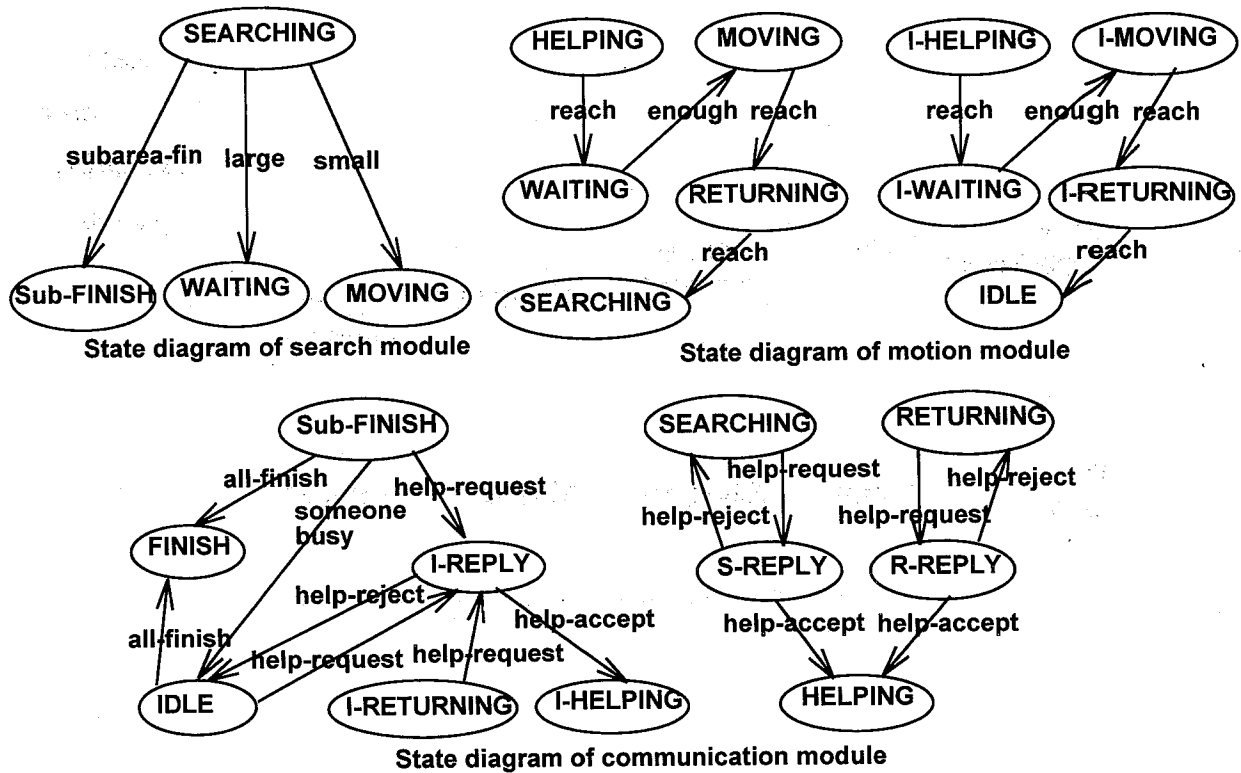 SEARCHING
subarea-fin
large
small
Sub-FINISH
WAITING
MOVING
State diagram of search module
HELPING
MOVING
I-HELPING
I-MOVING
reach
enough
reach
reach
enough
reach
WAITING
RETURNING
I-WAITING
I-RETURNING
reach
reach
SEARCHING
IDLE
State diagram of motion module
Sub-FINISH
all-finish
someone
busy
help-request
FINISH
I-REPLY
help-reject
help-accept
all-finish
help-request
help-request
IDLE
I-RETURNING
I-HELPING
SEARCHING
RETURNING
help-request
help-reject
help-reject
help-request
S-REPLY
R-REPLY
help-accept
help-accept
HELPING
State diagram of communication module